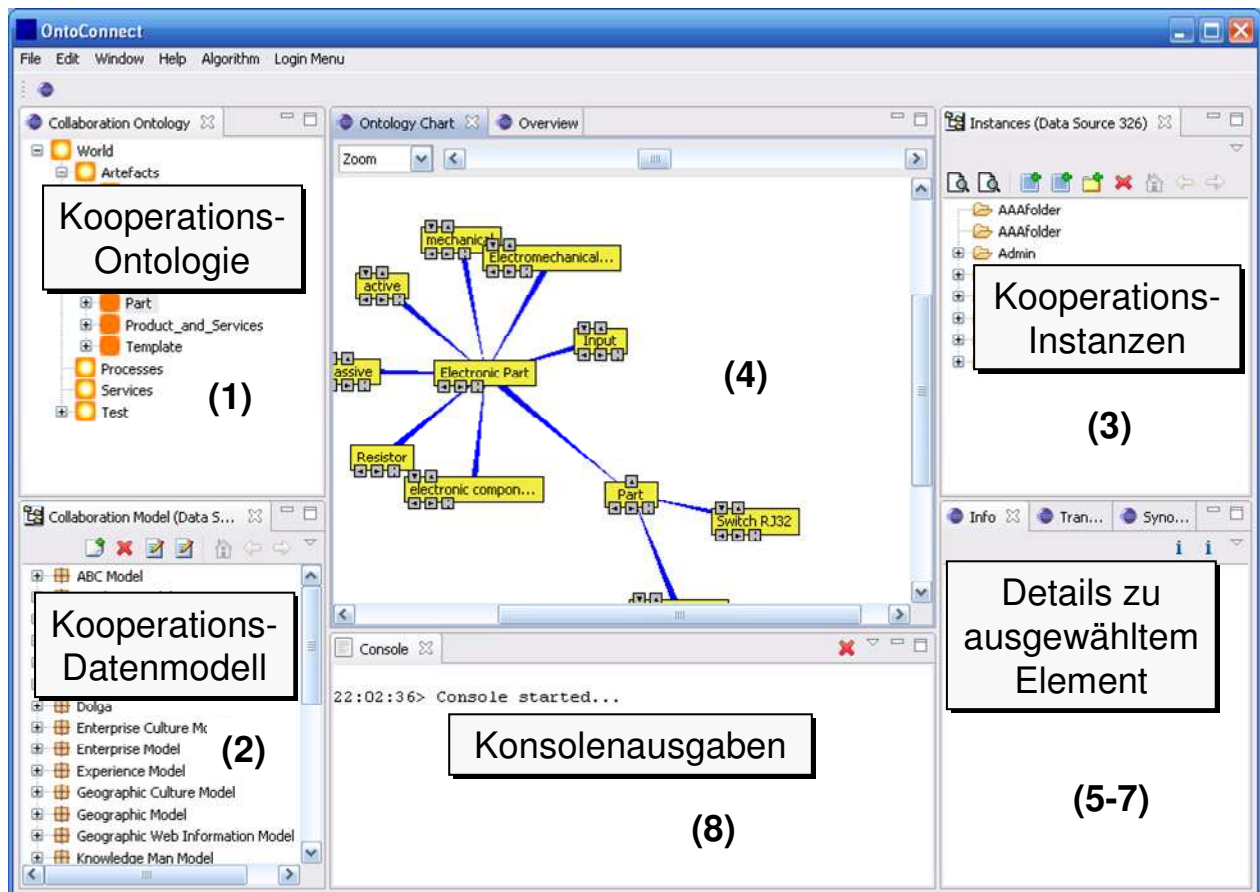 OntoConnect
File Edit Window Help Algorithm Login Menu
Collaboration Ontology
World
Artefacts
Kooperations-
Ontologie
Part
Product_and_Services
Template
Processes
Services
Test
(1)
Collaboration Model (Data S...
ABC Model
Kooperations-
Datenmodell
Dolga
Enterprise Culture Mo
Enterprise Model
Experience Model
Geographic Culture Model
Geographic Model
Geographic Web Information Model
Knowledge Man Model
(2)
Ontology Chart
Overview
Zoom
mechanical
Electromechanical...
active
Input
assive
Electronic Part
(4)
Resistor
electronic compon...
Part
Switch RJ32
Console
22:02:36> Console started...
Konsolenausgaben
(8)
Instances (Data Source 326)
AAAfolder
AAAfolder
Admin
Kooperations-
Instanzen
(3)
Info
Tran...
Syno...
i i
Details zu
ausgewähltem
Element
(5-7)